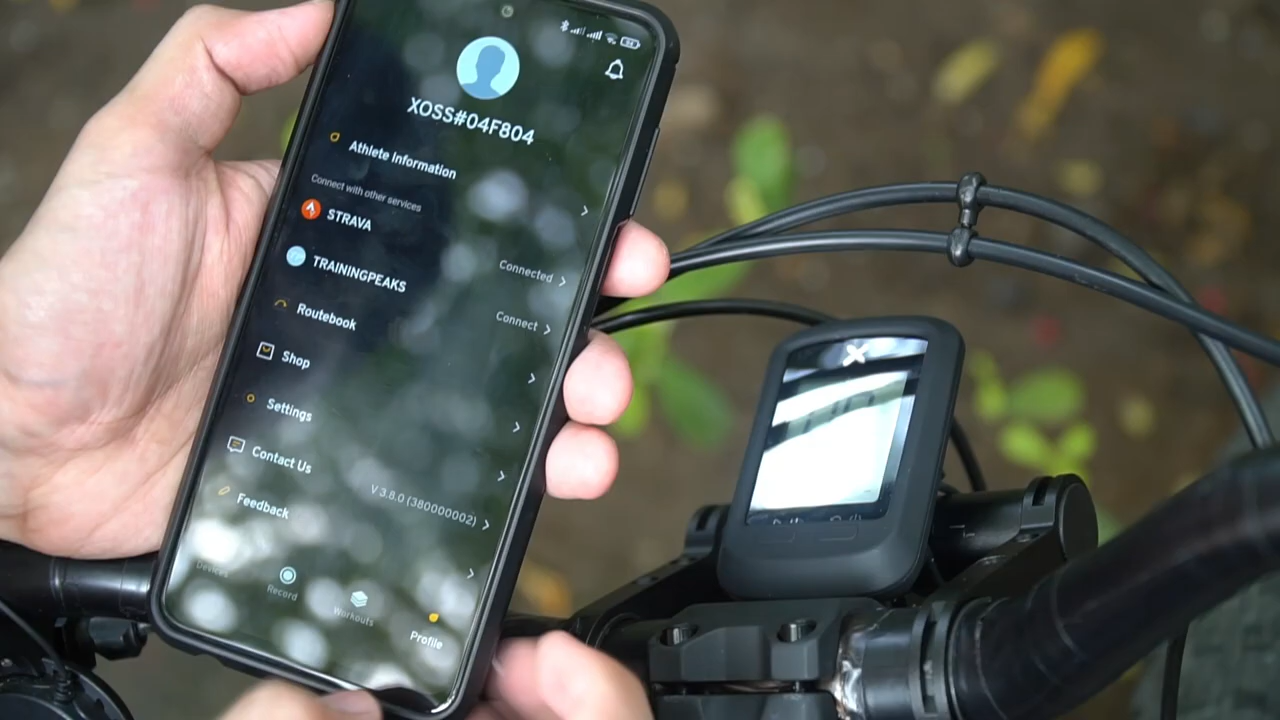 XOSS#04F804
Athlete Information
Connect with other services
STRAVA
Connected
TRAININGPEAKS
Connect
Routebook
Shop
Settings
Contact Us
V 3.8.0 (380000002)
Feedback
Devices
Record
Workouts
Profile